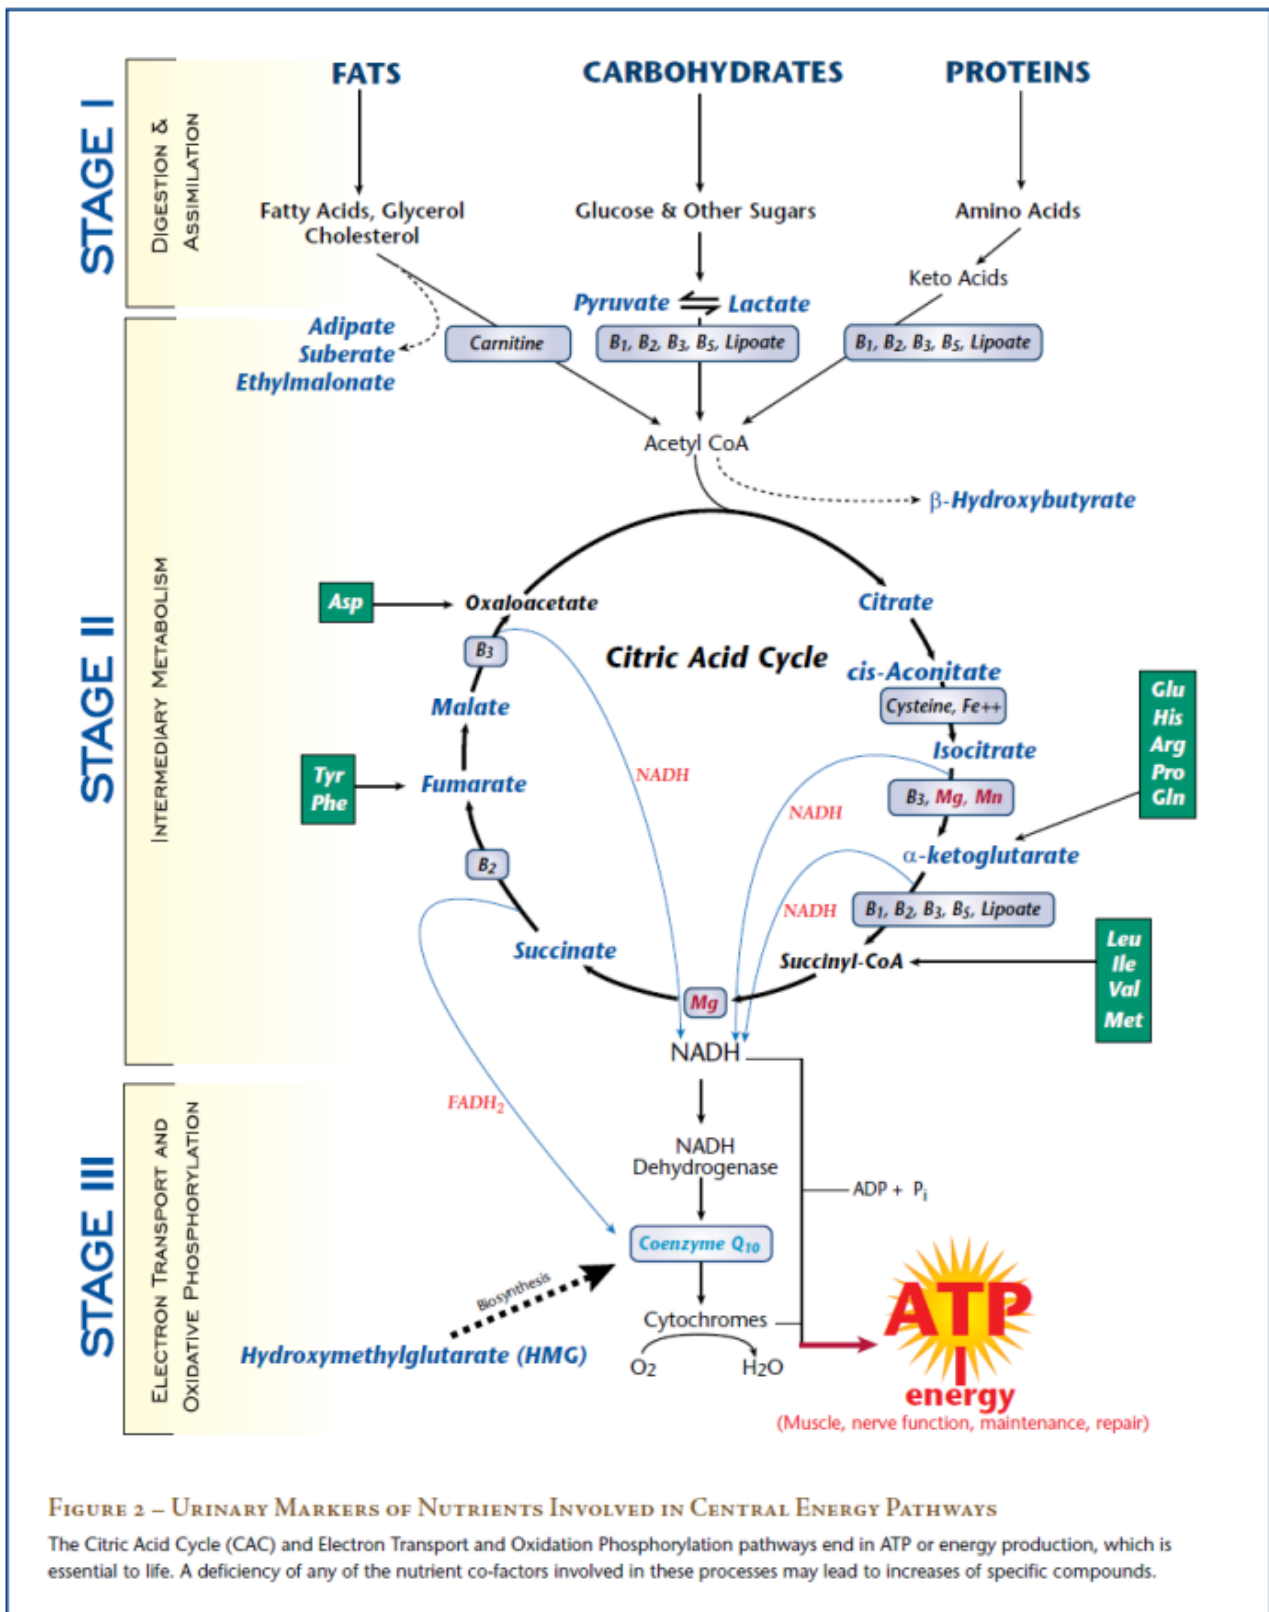 STAGE I
DIGESTION &
ASSIMILATION
FATS
CARBOHYDRATES
PROTEINS
Fatty Acids, Glycerol
Cholesterol
Glucose & Other Sugars
Amino Acids
Keto Acids
Pyruvate
Lactate
Adipate
Suberate
Ethylmalonate
Carnitine
B1, B2, B3, B5, Lipoate
B1, B2, B3, B5, Lipoate
STAGE II
INTERMEDIARY METABOLISM
Acetyl CoA
β-Hydroxybutyrate
Asp
Oxaloacetate
Citrate
B3
Citric Acid Cycle
cis-Aconitate
Cysteine, Fe++
Malate
Isocitrate
Glu
His
Arg
Pro
Gln
Tyr
Phe
Fumarate
NADH
NADH
B3, Mg, Mn
α-ketoglutarate
B2
NADH
B1, B2, B3, B5, Lipoate
Succinate
Succinyl-CoA
Leu
Ile
Val
Met
Mg
NADH
STAGE III
ELECTRON TRANSPORT AND
OXIDATIVE PHOSPHORYLATION
FADH2
NADH
Dehydrogenase
ADP + Pi
Coenzyme Q10
Biosynthesis
Cytochromes
Hydroxymethylglutarate (HMG)
O2
H2O
ATP
energy
(Muscle, nerve function, maintenance, repair)
FIGURE 2 – URINARY MARKERS OF NUTRIENTS INVOLVED IN CENTRAL ENERGY PATHWAYS
The Citric Acid Cycle (CAC) and Electron Transport and Oxidation Phosphorylation pathways end in ATP or energy production, which is
essential to life. A deficiency of any of the nutrient co-factors involved in these processes may lead to increases of specific compounds.